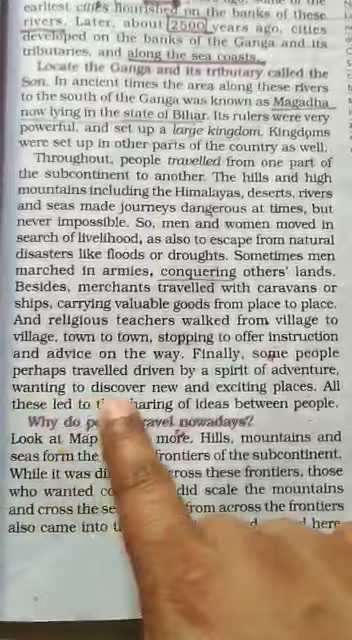 earliest cities flourished on the banks of these
rivers. Later, about 2500 years ago, cities
developed on the banks of the Ganga and its
tributaries, and along the sea coasts.
Locate the Ganga and its tributary called the
Son. In ancient times the area along these rivers
to the south of the Ganga was known as Magadha
now lying in the state of Bihar. Its rulers were very
powerful, and set up a large kingdom. Kingdoms
were set up in other parts of the country as well.
Throughout, people travelled from one part of
the subcontinent to another. The hills and high
mountains including the Himalayas, deserts, rivers
and seas made journeys dangerous at times, but
never impossible. So, men and women moved in
search of livelihood, as also to escape from natural
disasters like floods or droughts. Sometimes men
marched in armies, conquering others' lands.
Besides, merchants travelled with caravans or
ships, carrying valuable goods from place to place.
And religious teachers walked from village to
village, town to town, stopping to offer instruction
and advice on the way. Finally, some people
perhaps travelled driven by a spirit of adventure,
wanting to discover new and exciting places. All
these led to haring of ideas between people.
Why do ravel nowadays?
Look at Map more. Hills, mountains and
seas form the frontiers of the subcontinent.
While it was cross these frontiers, those
who wanted did scale the mountains
and cross the from across the frontiers
also came into here